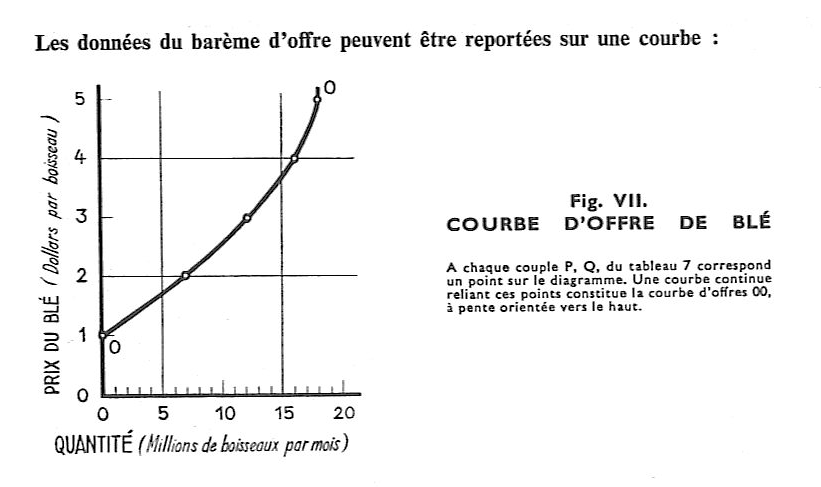 Les données du barème d'offre peuvent être reportées sur une courbe :
PRIX DU BLÉ (Dollars par boisseau)
5
4
3
2
1
0
O
O
0 5 10 15 20
QUANTITÉ (Millions de boisseaux par mois)
Fig. VII.
COURBE D'OFFRE DE BLÉ
A chaque couple P, Q, du tableau 7 correspond
un point sur le diagramme. Une courbe continue
reliant ces points constitue la courbe d'offres OO,
à pente orientée vers le haut.